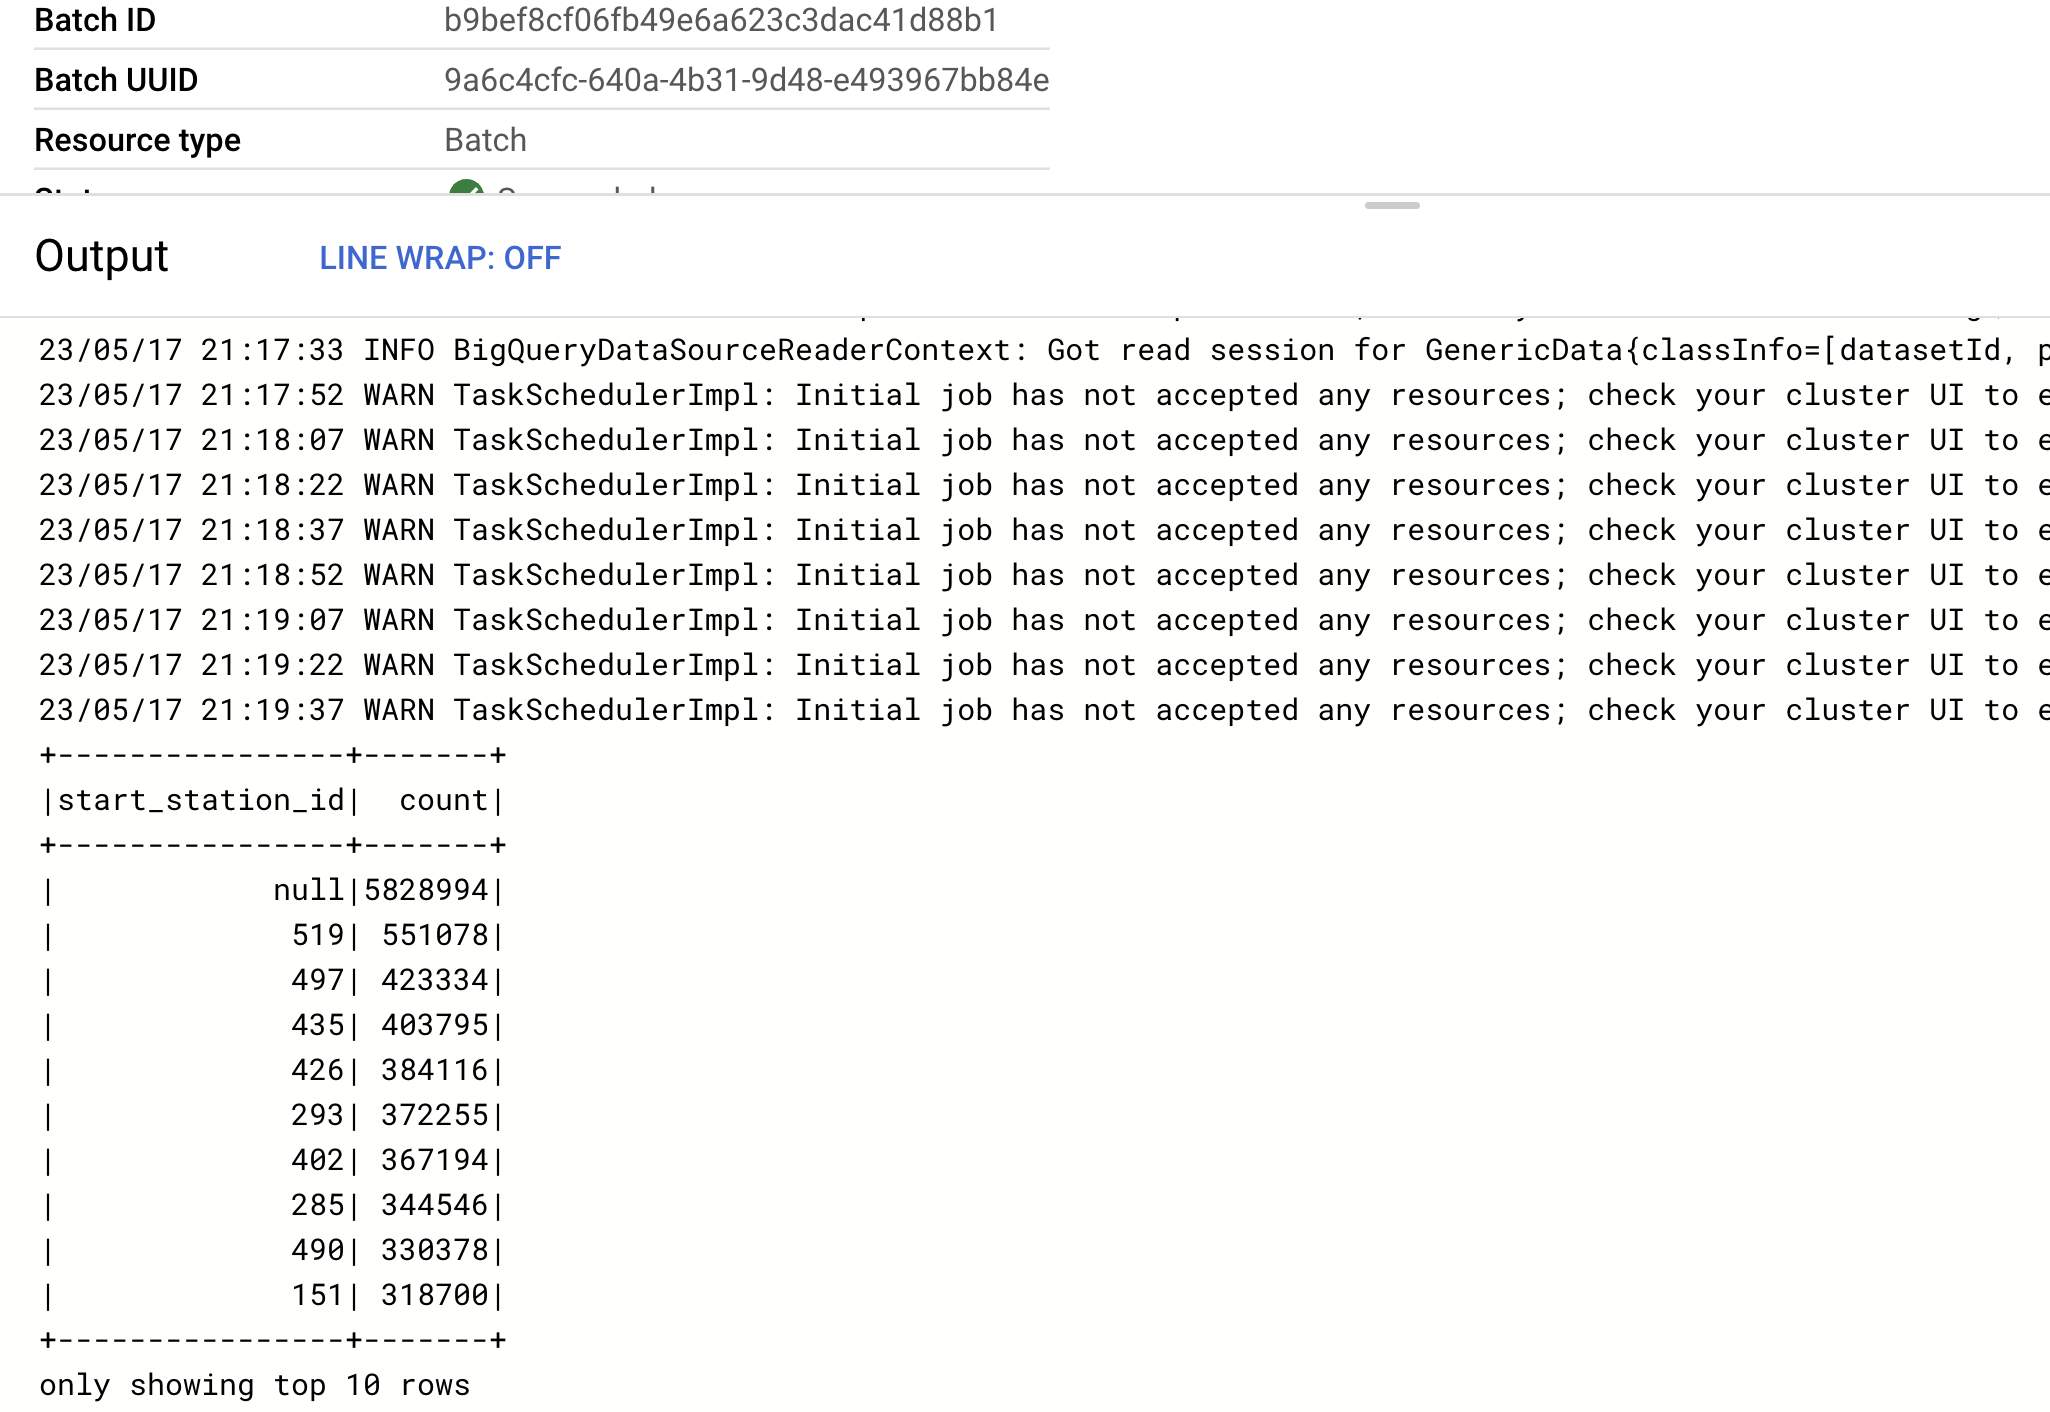 Batch ID b9bef8cf06fb49e6a623c3dac41d88b1
Batch UUID 9a6c4cfc-640a-4b31-9d48-e493967bb84e
Resource type Batch
Output LINE WRAP: OFF
23/05/17 21:17:33 INFO BigQueryDataSourceReaderContext: Got read session for GenericData{classInfo=[datasetId, p
23/05/17 21:17:52 WARN TaskSchedulerImpl: Initial job has not accepted any resources; check your cluster UI to e
23/05/17 21:18:07 WARN TaskSchedulerImpl: Initial job has not accepted any resources; check your cluster UI to e
23/05/17 21:18:22 WARN TaskSchedulerImpl: Initial job has not accepted any resources; check your cluster UI to e
23/05/17 21:18:37 WARN TaskSchedulerImpl: Initial job has not accepted any resources; check your cluster UI to e
23/05/17 21:18:52 WARN TaskSchedulerImpl: Initial job has not accepted any resources; check your cluster UI to e
23/05/17 21:19:07 WARN TaskSchedulerImpl: Initial job has not accepted any resources; check your cluster UI to e
23/05/17 21:19:22 WARN TaskSchedulerImpl: Initial job has not accepted any resources; check your cluster UI to e
23/05/17 21:19:37 WARN TaskSchedulerImpl: Initial job has not accepted any resources; check your cluster UI to e
+----------------+-------+
|start_station_id|  count|
+----------------+-------+
|            null|5828994|
|             519| 551078|
|             497| 423334|
|             435| 403795|
|             426| 384116|
|             293| 372255|
|             402| 367194|
|             285| 344546|
|             490| 330378|
|             151| 318700|
+----------------+-------+
only showing top 10 rows